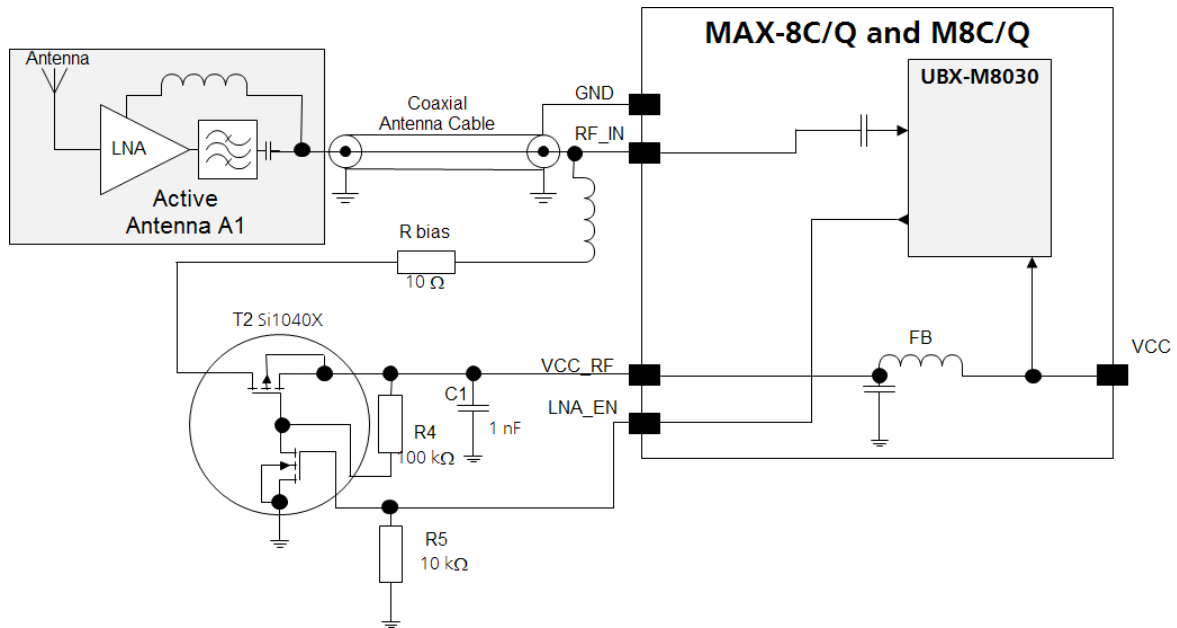 MAX-8C/Q and M8C/Q
Antenna
UBX-M8030
GND
Coaxial
Antenna Cable
RF_IN
LNA
Active
Antenna A1
R bias
10 Ω
T2 Si1040X
FB
VCC
VCC_RF
C1
LNA_EN
1 nF
R4
100 kΩ
R5
10 kΩ